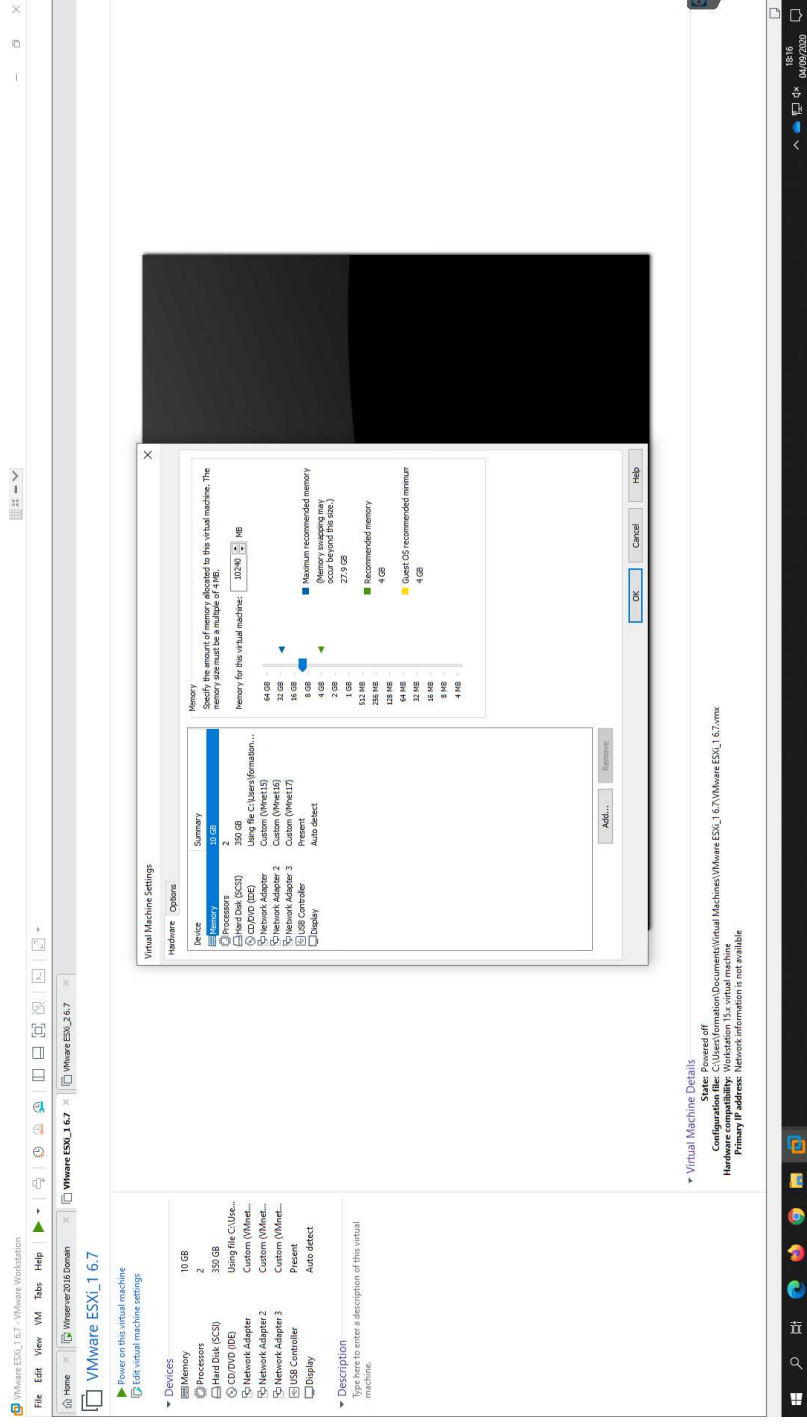 VMware ESXi_1 6.7 - VMware Workstation
File Edit View VM Tabs Help
Home Winserver2016 Domain VMware ESXi_1 6.7 VMware ESXi_2 6.7
VMware ESXi_1 6.7
Power on this virtual machine
Edit virtual machine settings
Devices
Memory 10 GB
Processors 2
Hard Disk (SCSI) 350 GB
CD/DVD (IDE) Using file C:\Use...
Network Adapter Custom (VMnet...
Network Adapter 2 Custom (VMnet...
Network Adapter 3 Custom (VMnet...
USB Controller Present
Display Auto detect
Description
Type here to enter a description of this virtual
machine.
Virtual Machine Settings
Hardware Options
Device Summary
Memory 10 GB
Processors 2
Hard Disk (SCSI) 350 GB
CD/DVD (IDE) Using file C:\Users\formation...
Network Adapter Custom (VMnet15)
Network Adapter 2 Custom (VMnet16)
Network Adapter 3 Custom (VMnet17)
USB Controller Present
Display Auto detect
Add... Remove
Memory
Specify the amount of memory allocated to this virtual machine. The
memory size must be a multiple of 4 MB.
Memory for this virtual machine: 10240 MB
64 GB
32 GB
16 GB
8 GB
4 GB
2 GB
1 GB
512 MB
256 MB
128 MB
64 MB
32 MB
16 MB
8 MB
4 MB
Maximum recommended memory
(Memory swapping may
occur beyond this size.)
27.9 GB
Recommended memory
4 GB
Guest OS recommended minimum
4 GB
OK Cancel Help
Virtual Machine Details
State: Powered off
Configuration file: C:\Users\formation\Documents\Virtual Machines\VMware ESXi_1 6.7\VMware ESXi_1 6.7.vmx
Hardware compatibility: Workstation 15.x virtual machine
Primary IP address: Network information is not available
18:16
04/09/2020